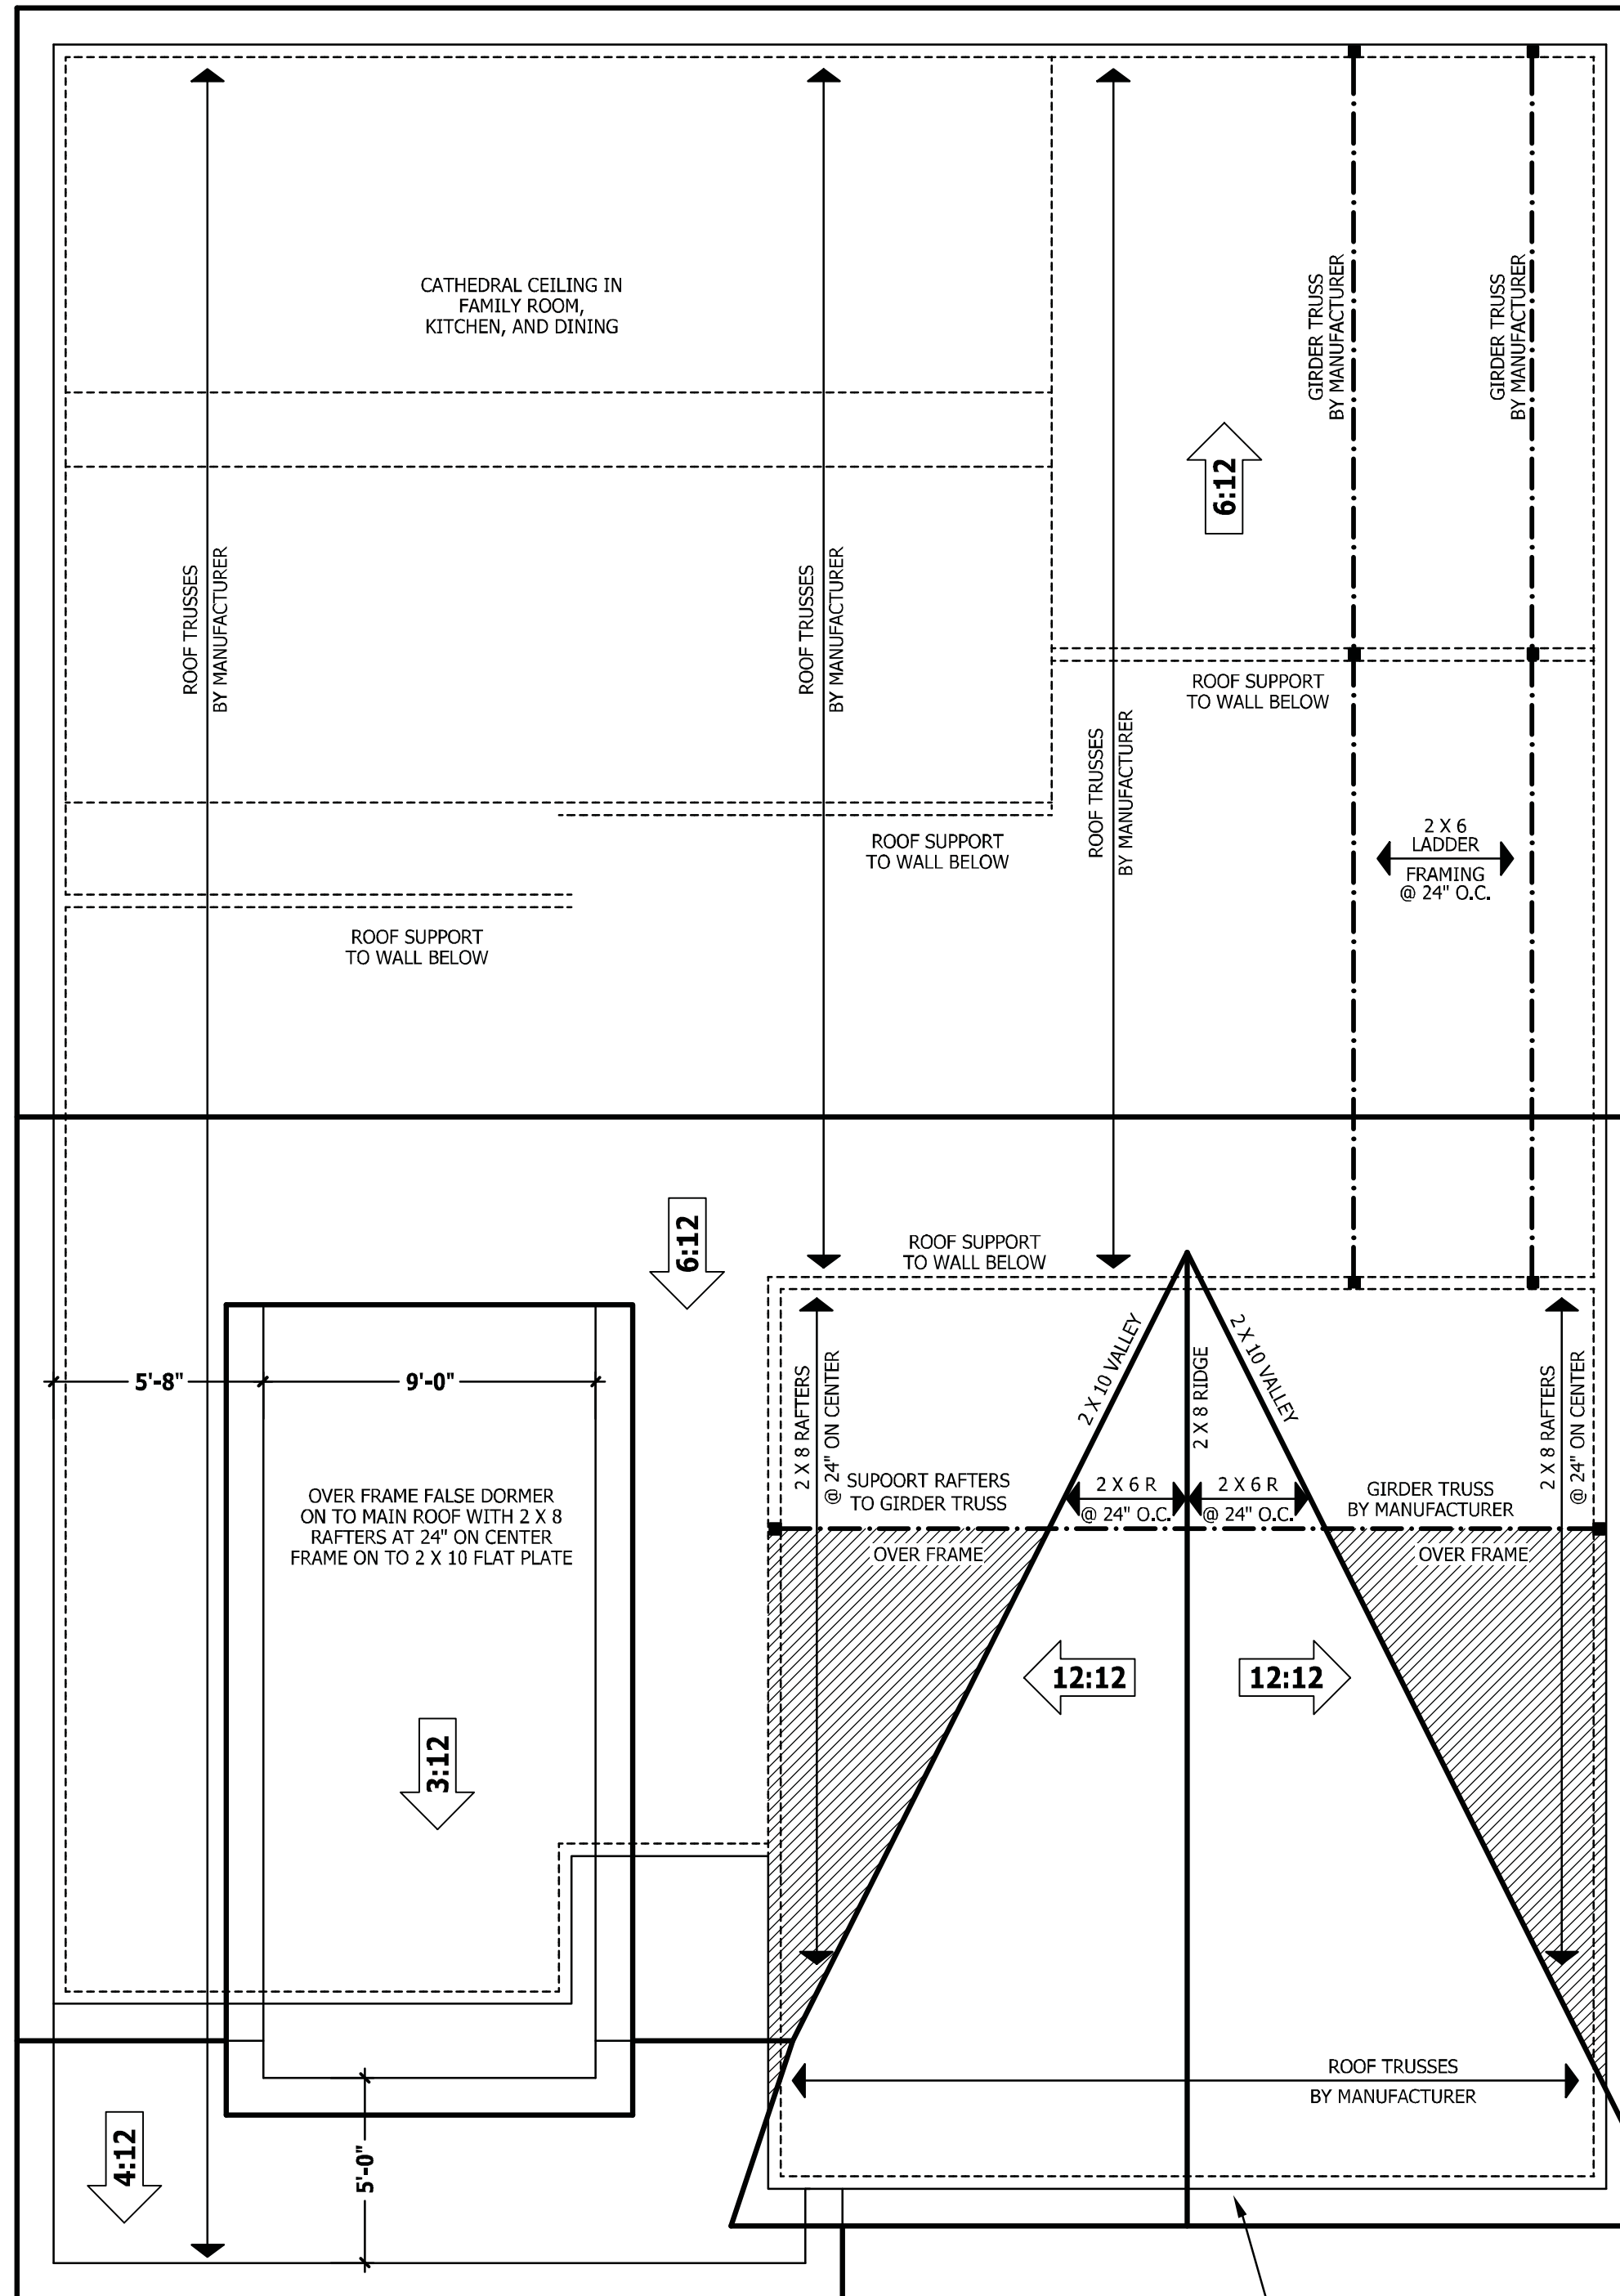 CATHEDRAL CEILING IN
FAMILY ROOM,
KITCHEN, AND DINING
GIRDER TRUSS
BY MANUFACTURER
GIRDER TRUSS
BY MANUFACTURER
6:12
ROOF TRUSSES
BY MANUFACTURER
ROOF TRUSSES
BY MANUFACTURER
ROOF TRUSSES
BY MANUFACTURER
ROOF SUPPORT
TO WALL BELOW
2 X 6
LADDER
FRAMING
@ 24" O.C.
ROOF SUPPORT
TO WALL BELOW
ROOF SUPPORT
TO WALL BELOW
6:12
ROOF SUPPORT
TO WALL BELOW
5'-8"
9'-0"
2 X 8 RAFTERS
@ 24" ON CENTER
2 X 10 VALLEY
2 X 8 RIDGE
2 X 10 VALLEY
2 X 8 RAFTERS
@ 24" ON CENTER
SUPOORT RAFTERS
TO GIRDER TRUSS
2 X 6 R
@ 24" O.C.
2 X 6 R
@ 24" O.C.
GIRDER TRUSS
BY MANUFACTURER
OVER FRAME FALSE DORMER
ON TO MAIN ROOF WITH 2 X 8
RAFTERS AT 24" ON CENTER
FRAME ON TO 2 X 10 FLAT PLATE
OVER FRAME
OVER FRAME
12:12
12:12
3:12
ROOF TRUSSES
BY MANUFACTURER
4:12
5'-0"